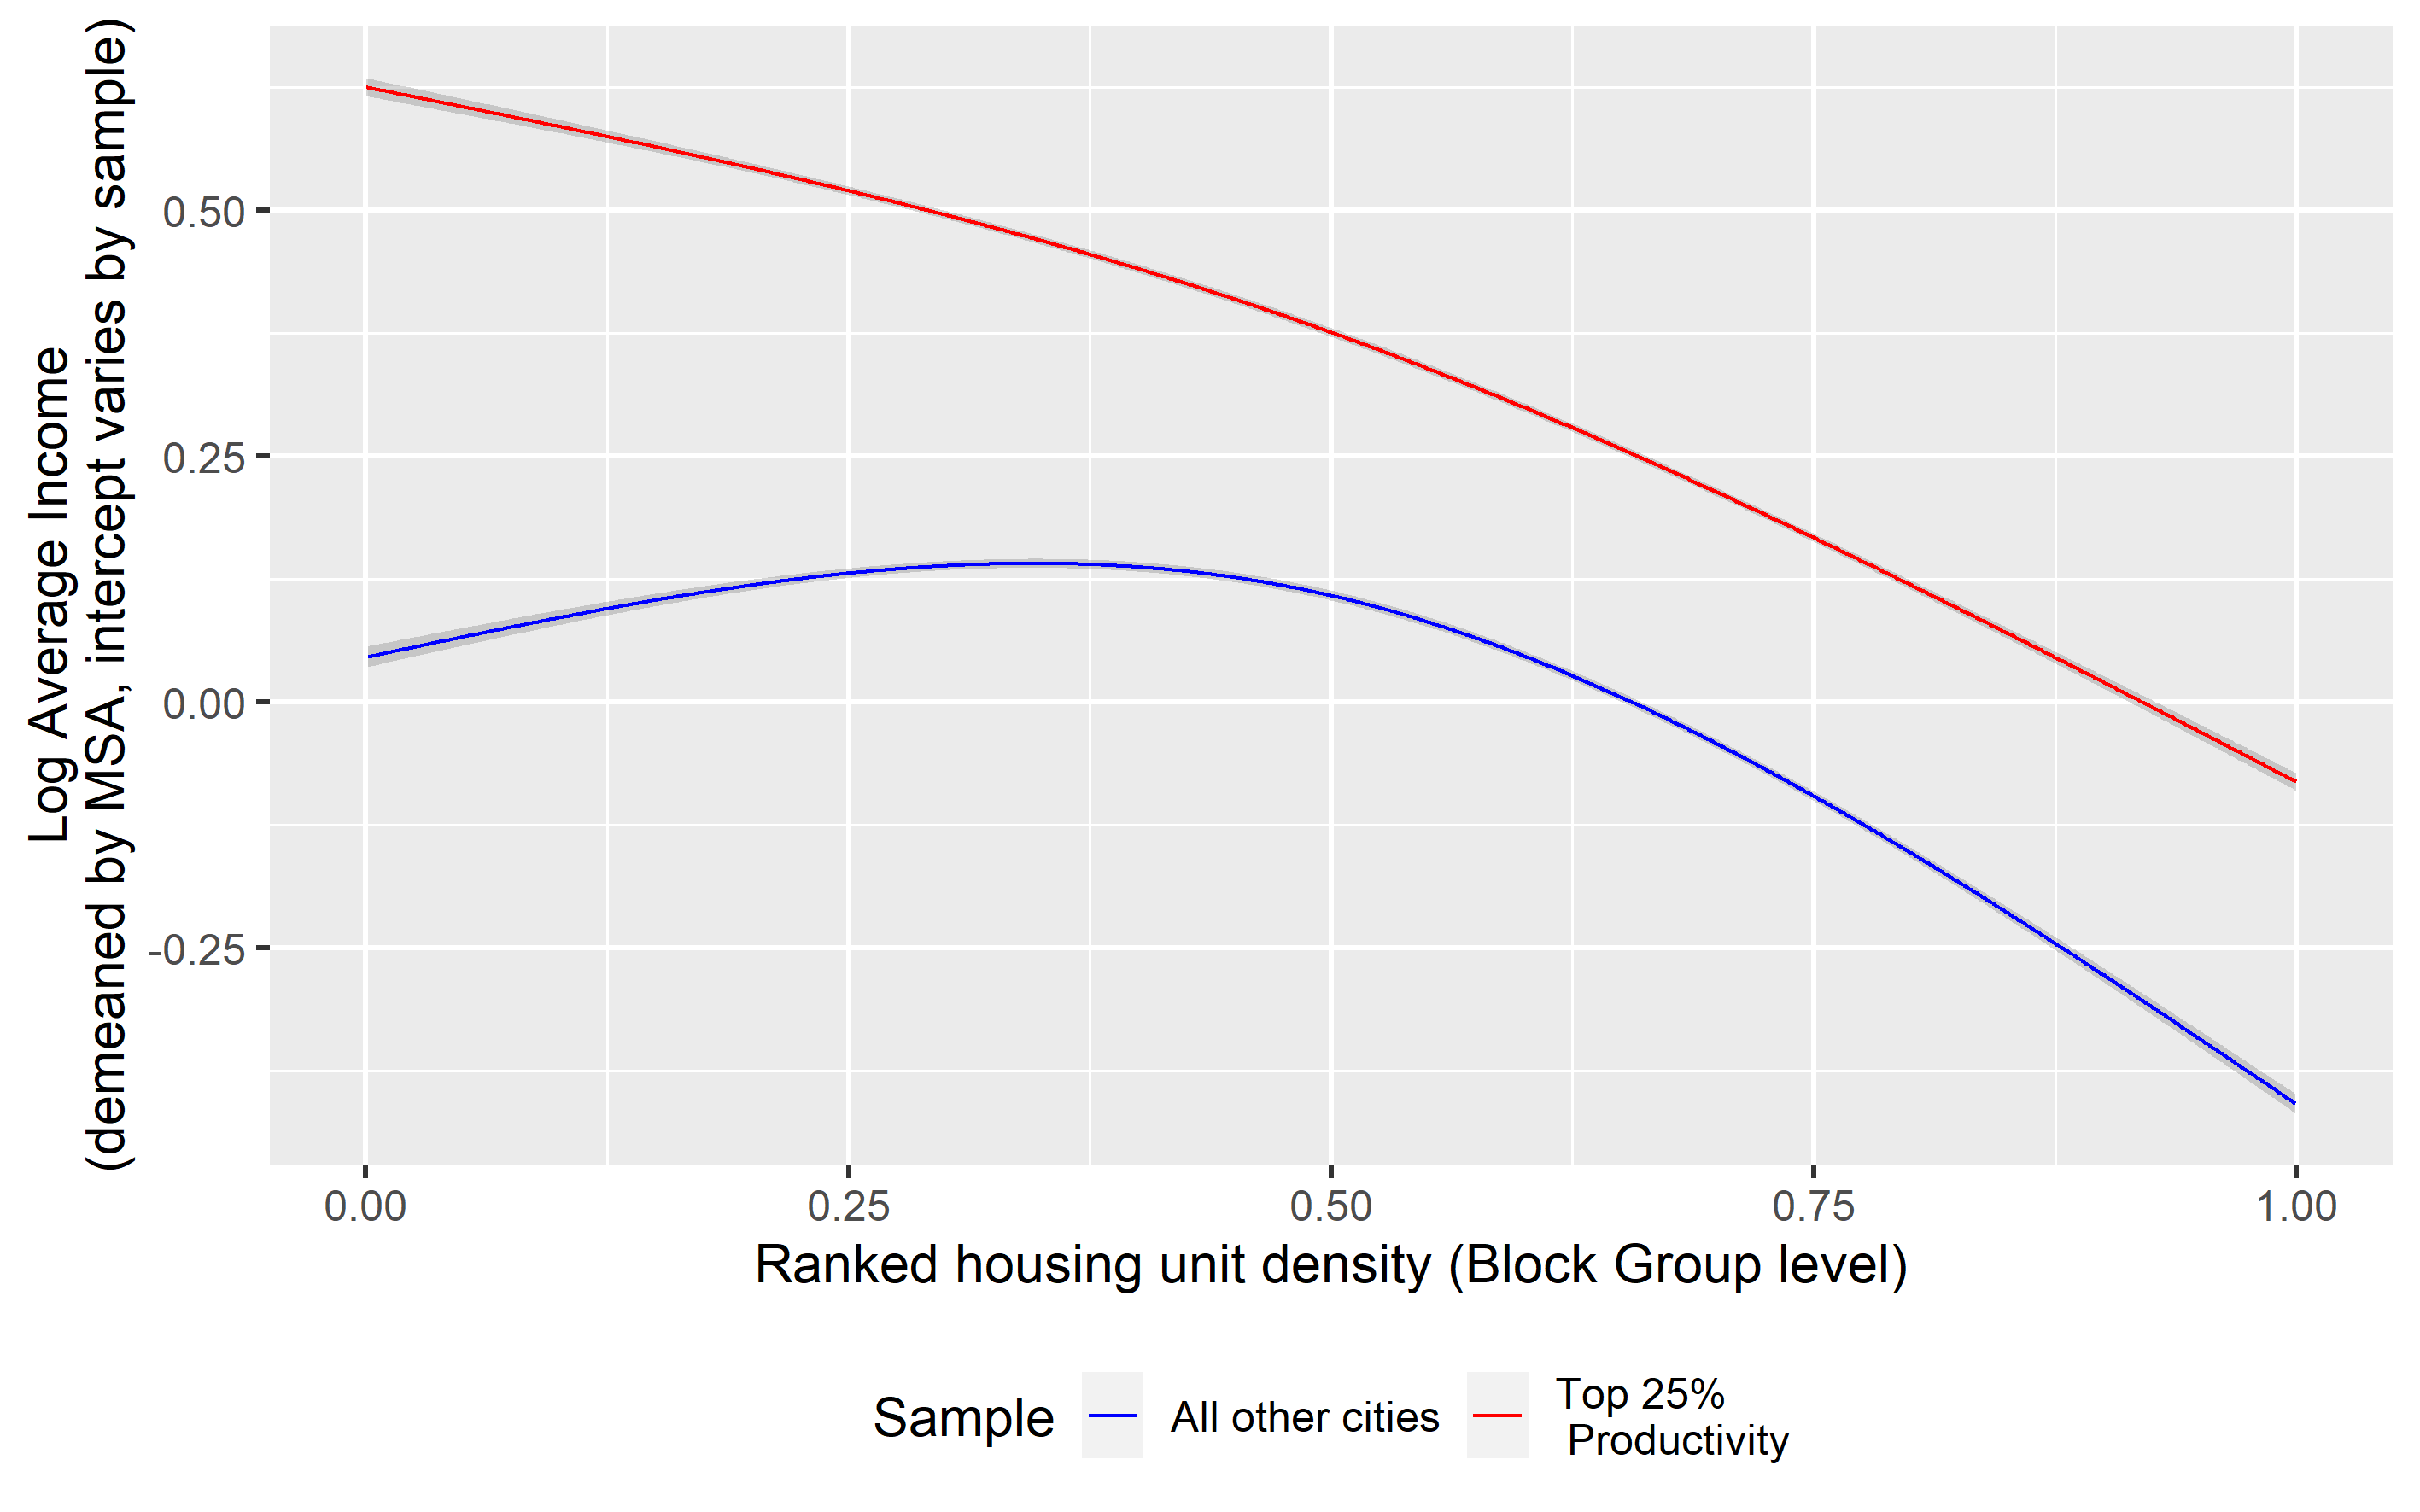 Log Average Income
(demeaned by MSA, intercept varies by sample)
0.50
0.25
0.00
-0.25
0.00
0.25
0.50
0.75
1.00
Ranked housing unit density (Block Group level)
Sample
All other cities
Top 25%
Productivity